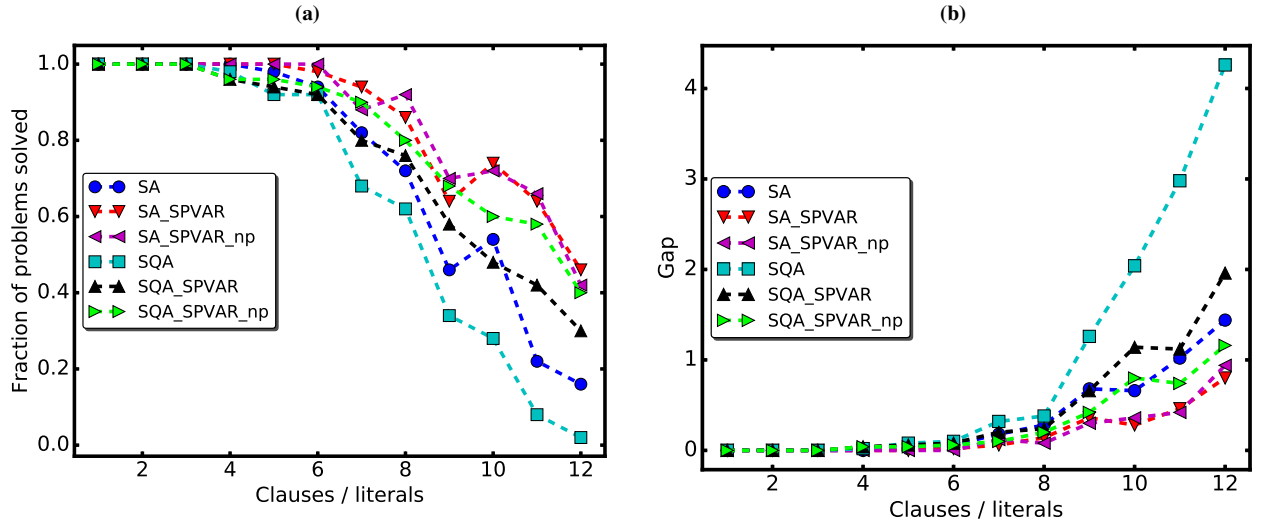 (a)
Fraction of problems solved
1.0
0.8
0.6
0.4
0.2
0.0
SA
SA_SPVAR
SA_SPVAR_np
SQA
SQA_SPVAR
SQA_SPVAR_np
2 4 6 8 10 12
Clauses / literals
(b)
Gap
4
3
2
1
0
SA
SA_SPVAR
SA_SPVAR_np
SQA
SQA_SPVAR
SQA_SPVAR_np
2 4 6 8 10 12
Clauses / literals